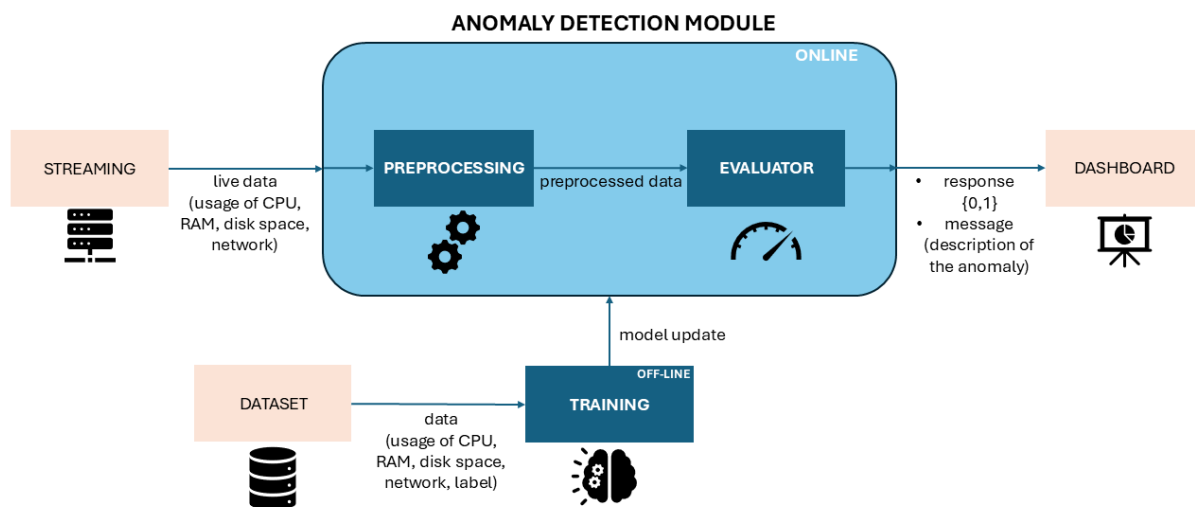 ANOMALY DETECTION MODULE
ONLINE
STREAMING
live data
(usage of CPU,
RAM, disk space,
network)
PREPROCESSING
preprocessed data
EVALUATOR
• response
{0,1}
• message
(description of
the anomaly)
DASHBOARD
model update
DATASET
data
(usage of CPU,
RAM, disk space,
network, label)
OFF-LINE
TRAINING